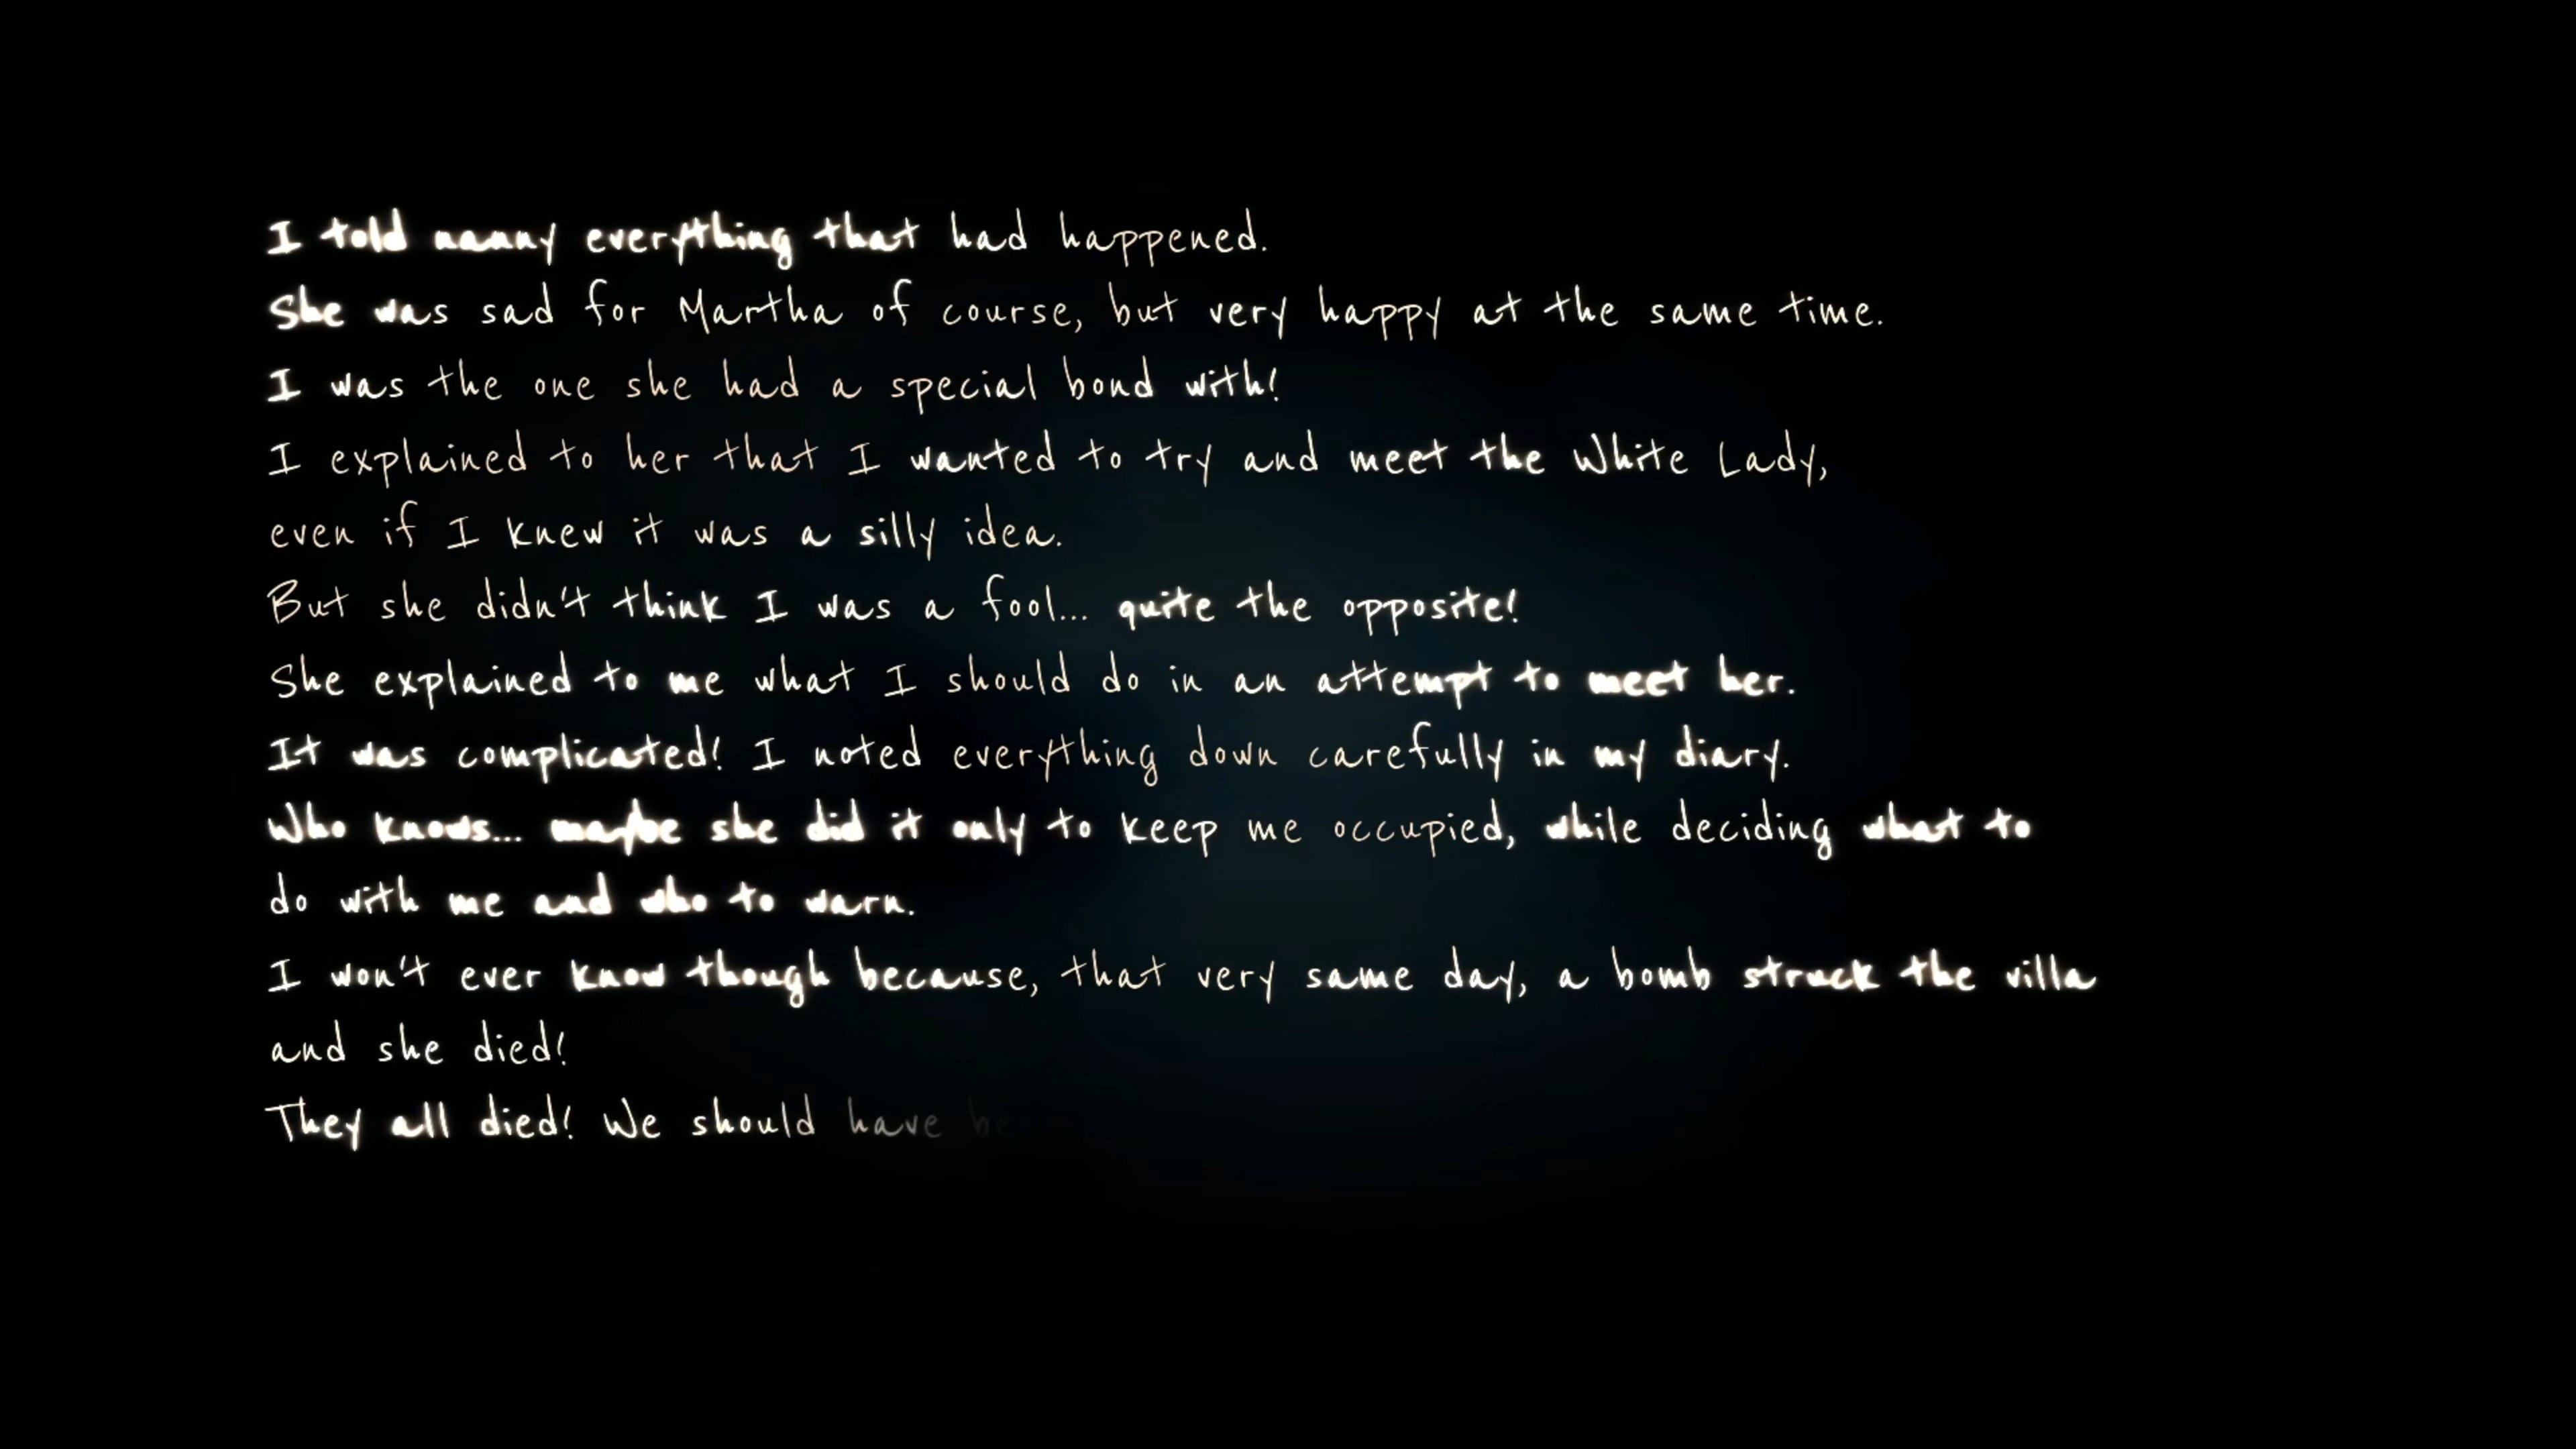 I told nanny everything that had happened.
She was sad for Martha of course, but very happy at the same time.
I was the one she had a special bond with!
I explained to her that I wanted to try and meet the White Lady,
even if I knew it was a silly idea.
But she didn't think I was a fool... quite the opposite!
She explained to me what I should do in an attempt to meet her.
It was complicated! I noted everything down carefully in my diary.
Who knows... maybe she did it only to keep me occupied, while deciding what to
do with me and who to warn.
I won't ever know though because, that very same day, a bomb struck the villa
and she died!
They all died! We should have be